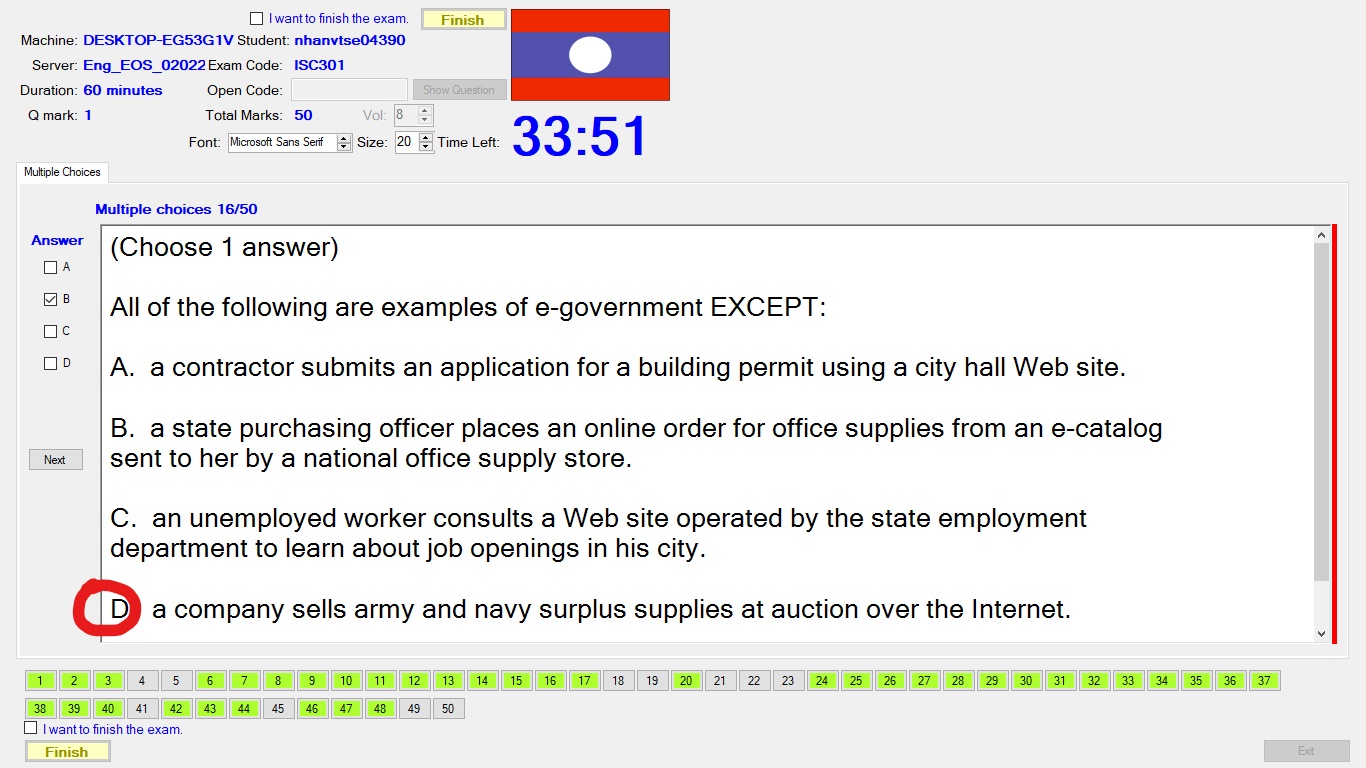 I want to finish the exam. Finish
Machine: DESKTOP-EG53G1V Student: nhanvtse04390
Server: Eng_EOS_02022 Exam Code: ISC301
Duration: 60 minutes Open Code: Show Question
Q mark: 1 Total Marks: 50 Vol: 8
Font: Microsoft Sans Serif Size: 20 Time Left: 33:51
Multiple Choices
Multiple choices 16/50
Answer
A
B
C
D
Next
(Choose 1 answer)
All of the following are examples of e-government EXCEPT:
A. a contractor submits an application for a building permit using a city hall Web site.
B. a state purchasing officer places an online order for office supplies from an e-catalog
sent to her by a national office supply store.
C. an unemployed worker consults a Web site operated by the state employment
department to learn about job openings in his city.
D a company sells army and navy surplus supplies at auction over the Internet.
1 2 3 4 5 6 7 8 9 10 11 12 13 14 15 16 17 18 19 20 21 22 23 24 25 26 27 28 29 30 31 32 33 34 35 36 37
38 39 40 41 42 43 44 45 46 47 48 49 50
I want to finish the exam.
Finish Exit